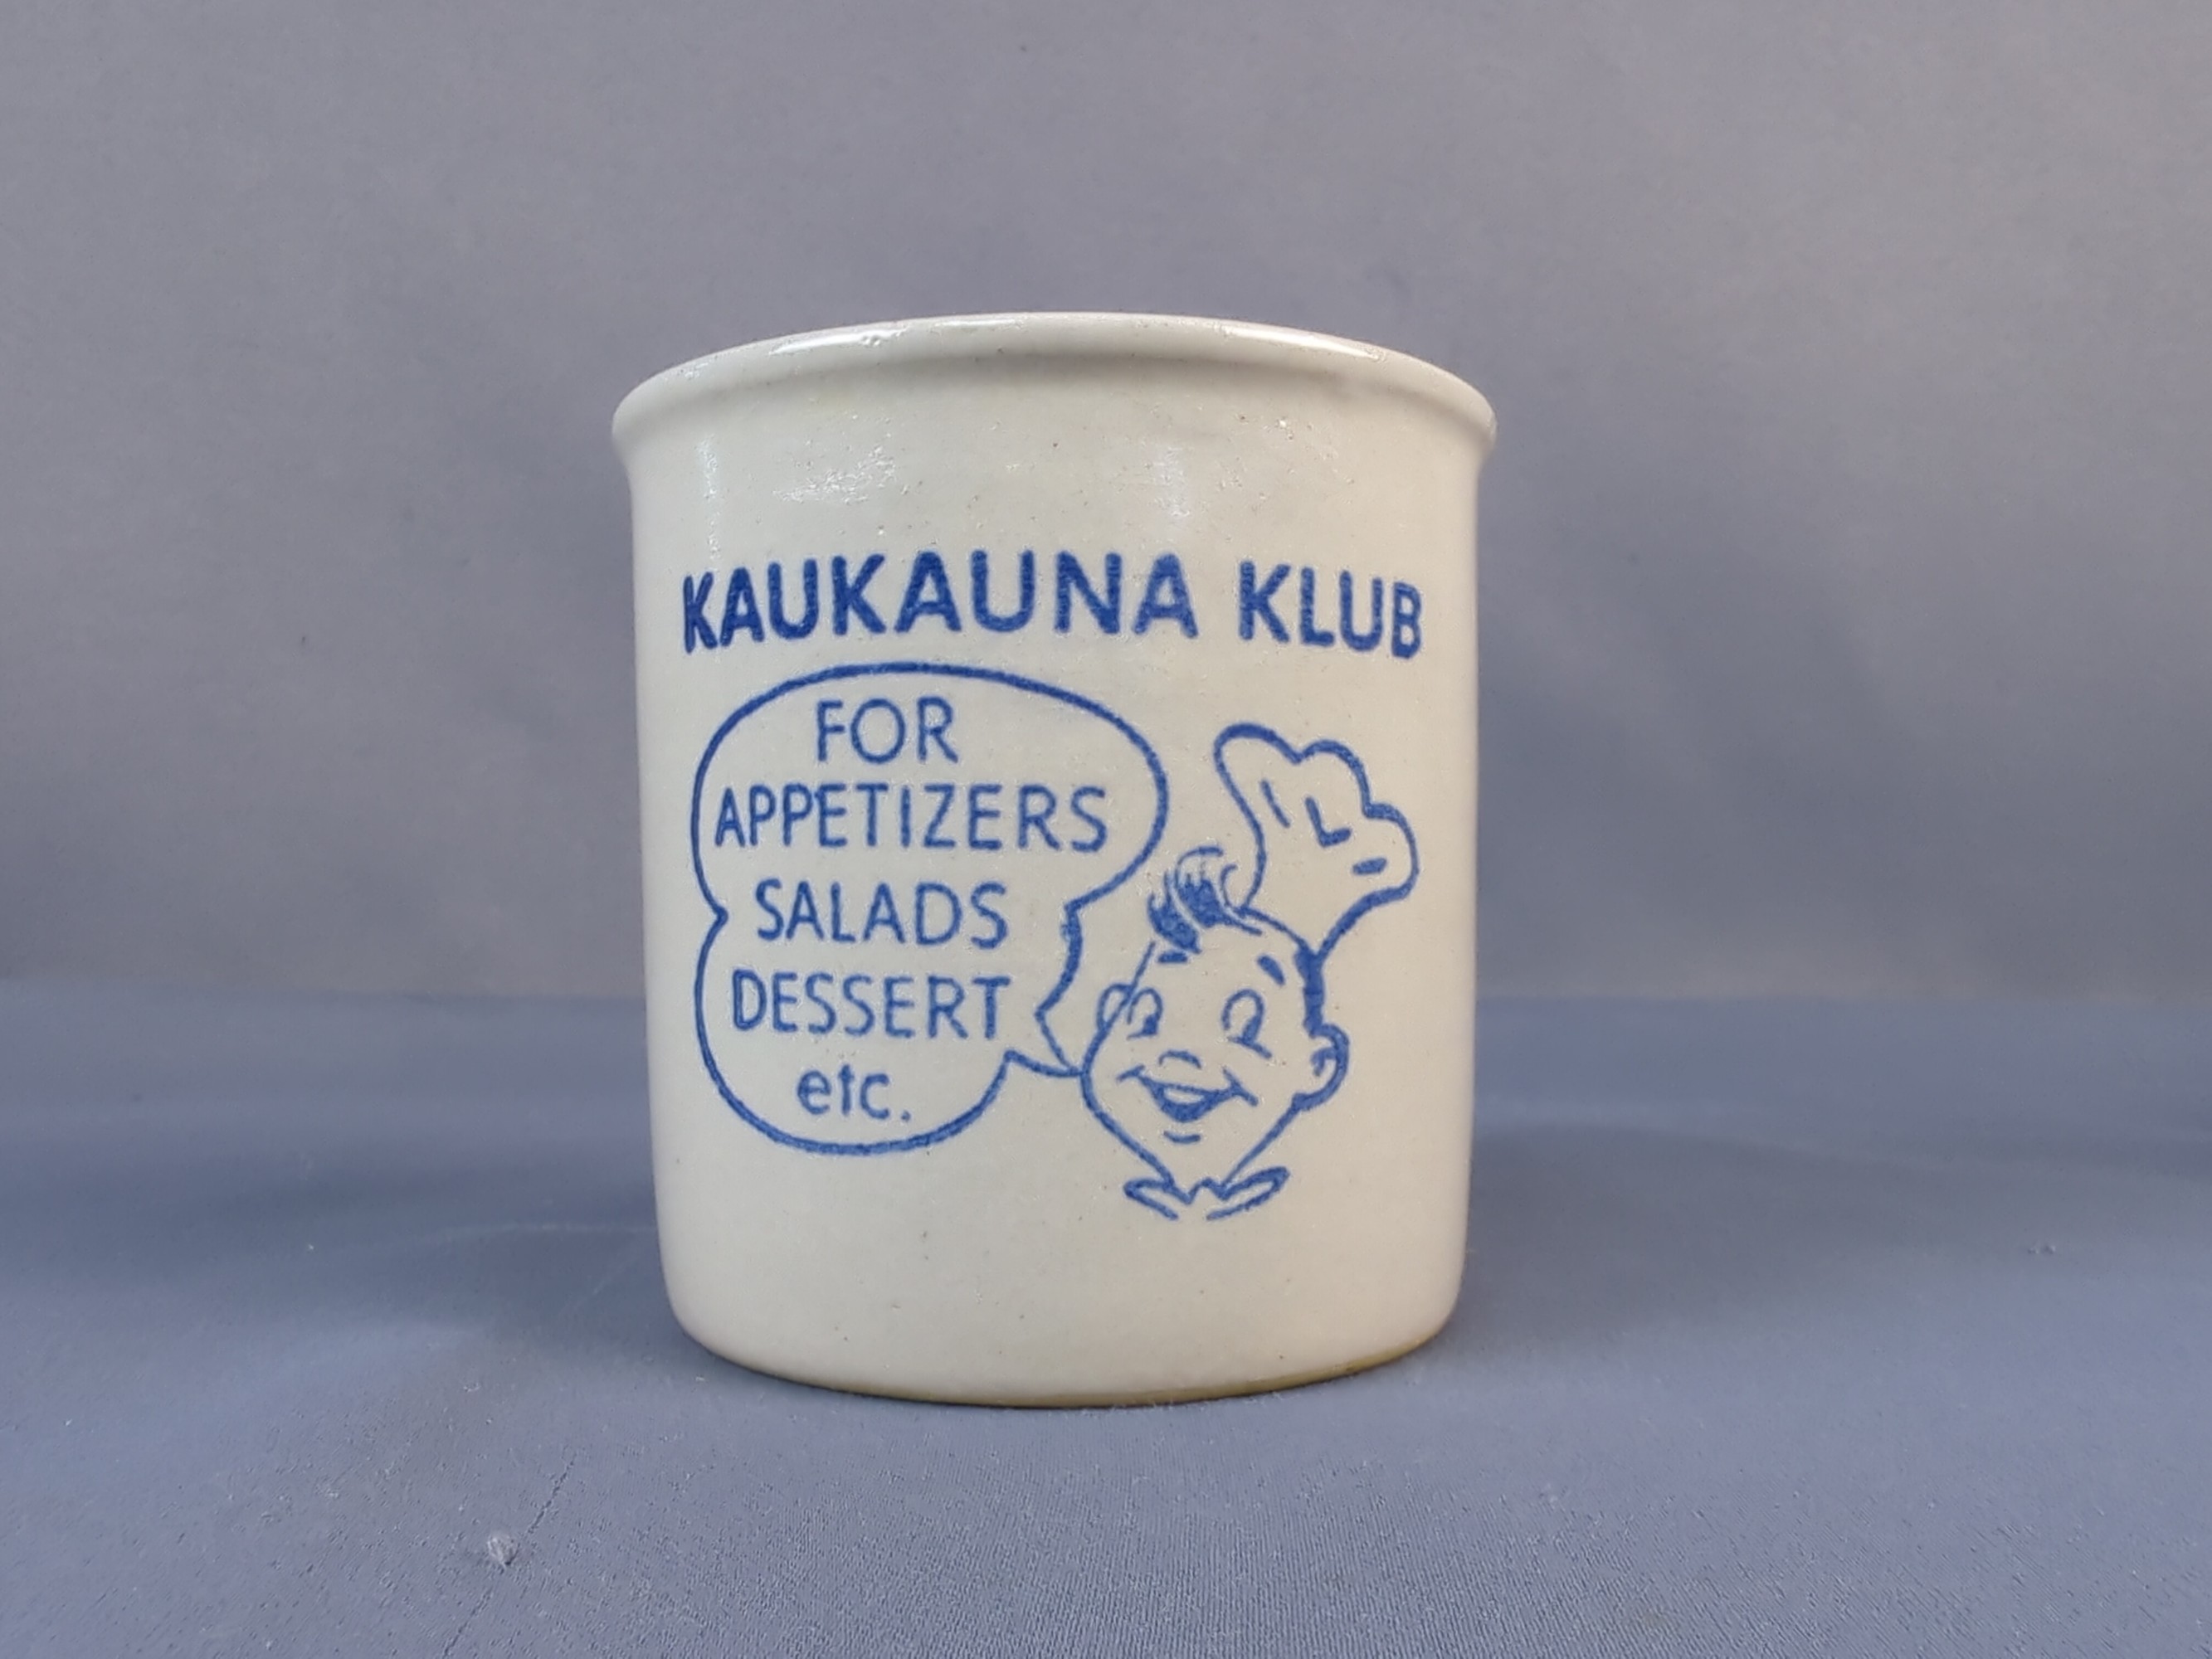 KAUKAUNA KLUB
FOR
APPETIZERS
SALADS
DESSERT
etc.